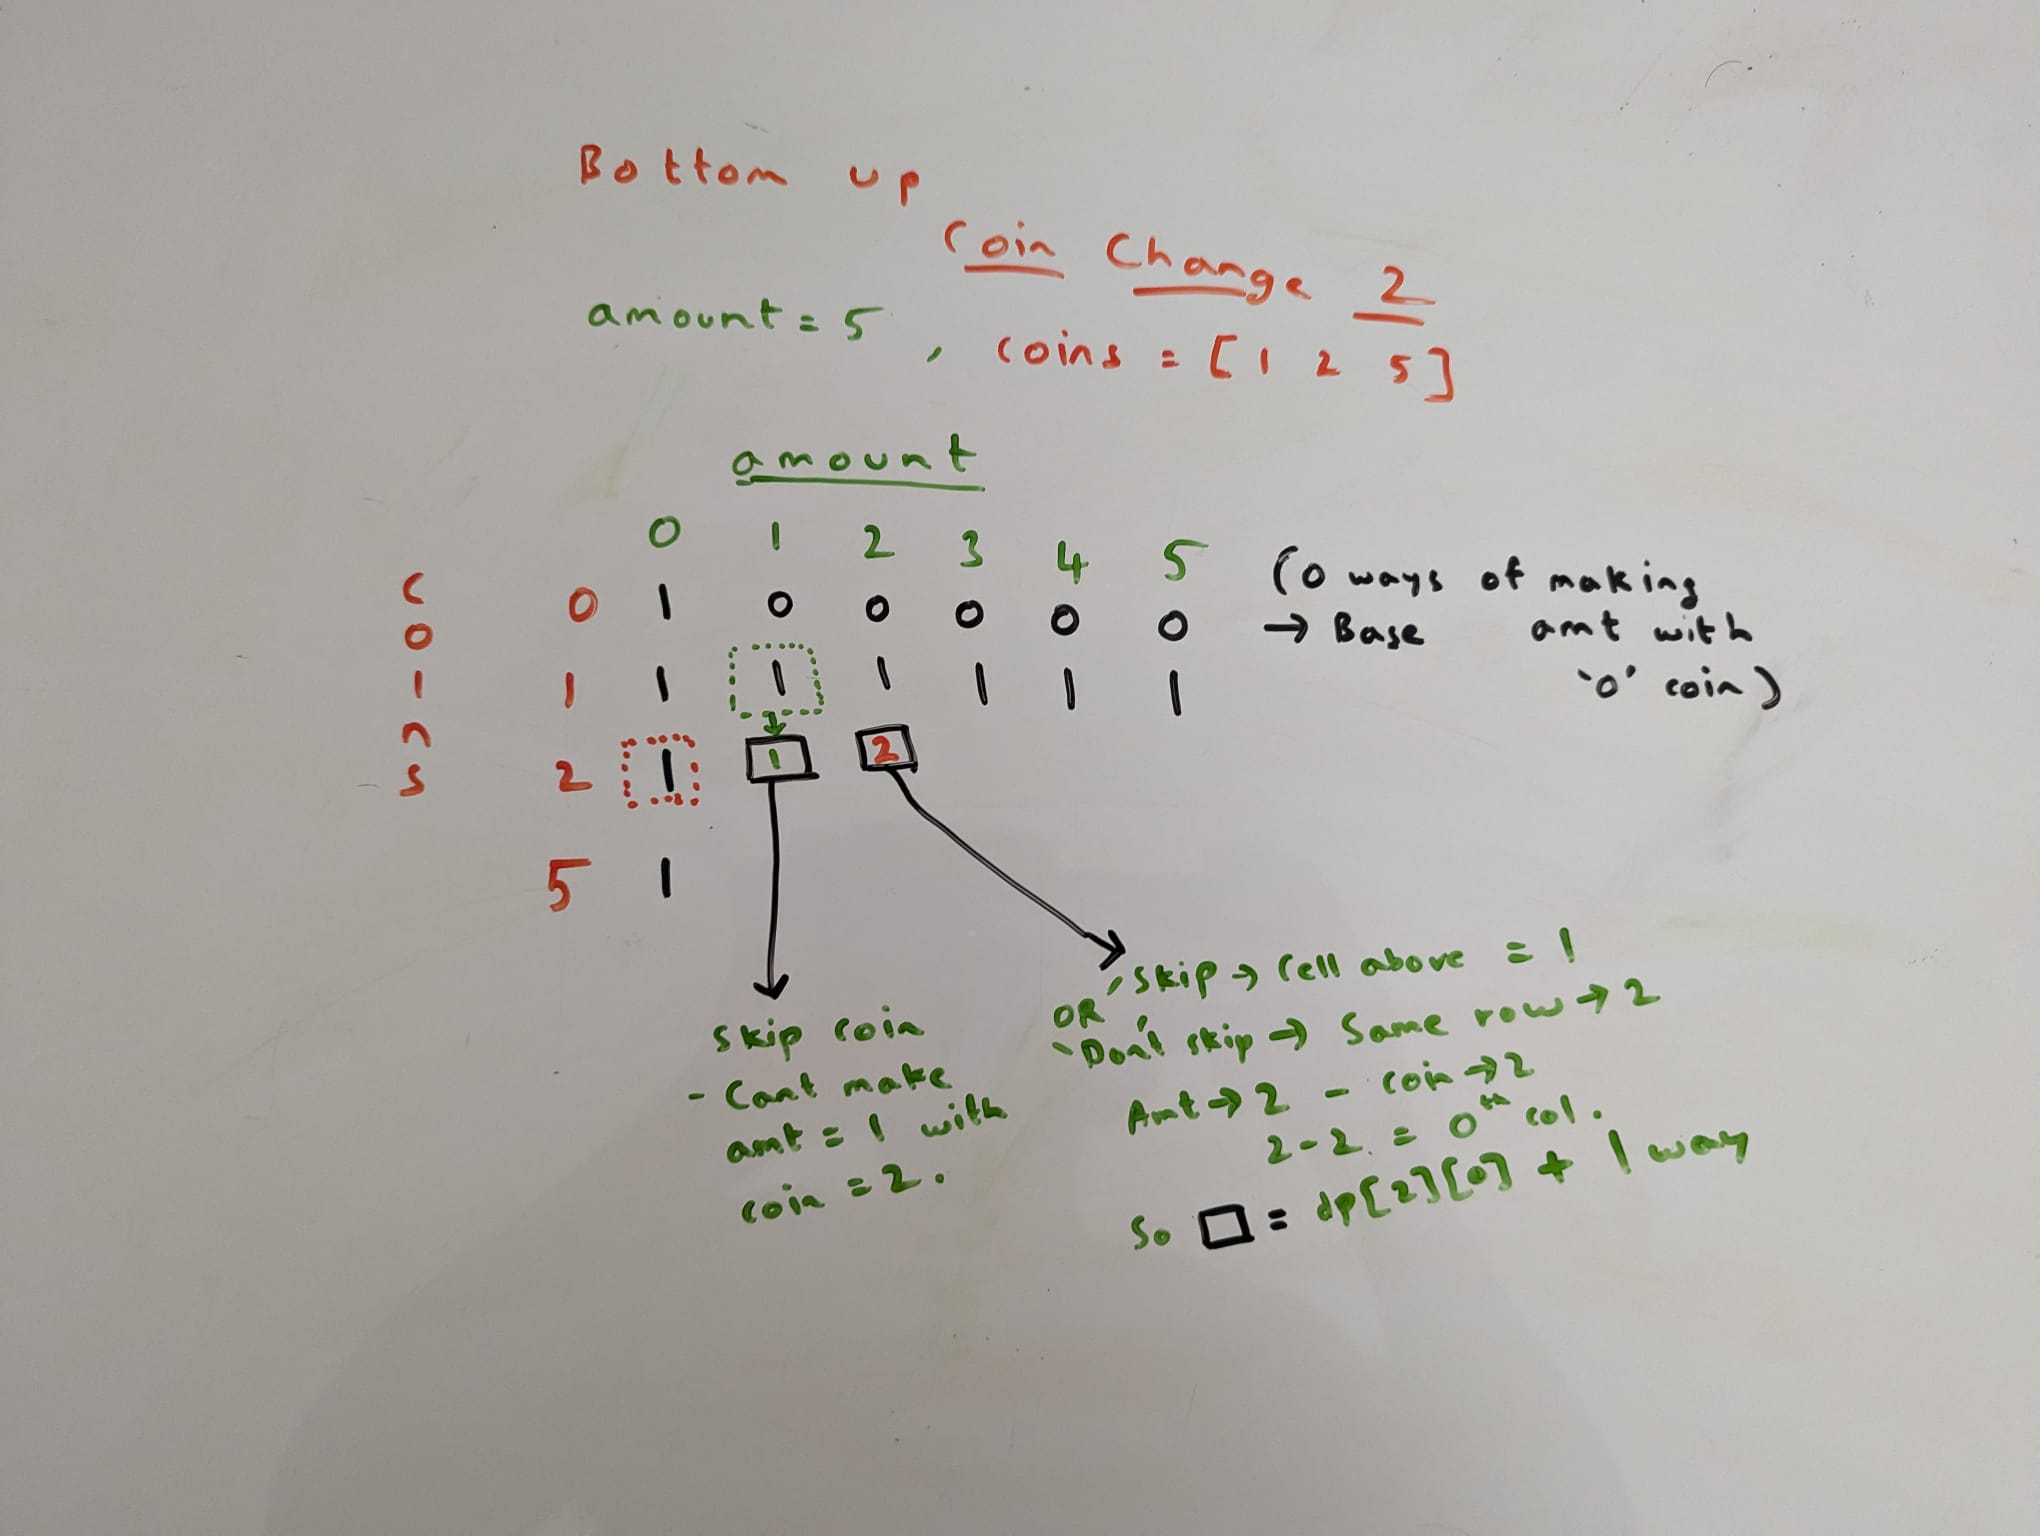 Bottom up
Coin Change 2
amount = 5 , coins = [ 1 2 5 ]
amount
0 1 2 3 4 5
coins
0 1 0 0 0 0 0 → Base
(0 ways of making
amt with
'0' coin)
1 1 1 1 1 1 1
2 1 1 2
5 1
Skip coin
- Cant make
amt = 1 with
coin = 2.
'Skip → Cell above = 1
OR
'Don't skip → Same row → 2
Amt → 2 - coin → 2
2-2 = 0th col.
So □ = dp[2][0] + 1 way